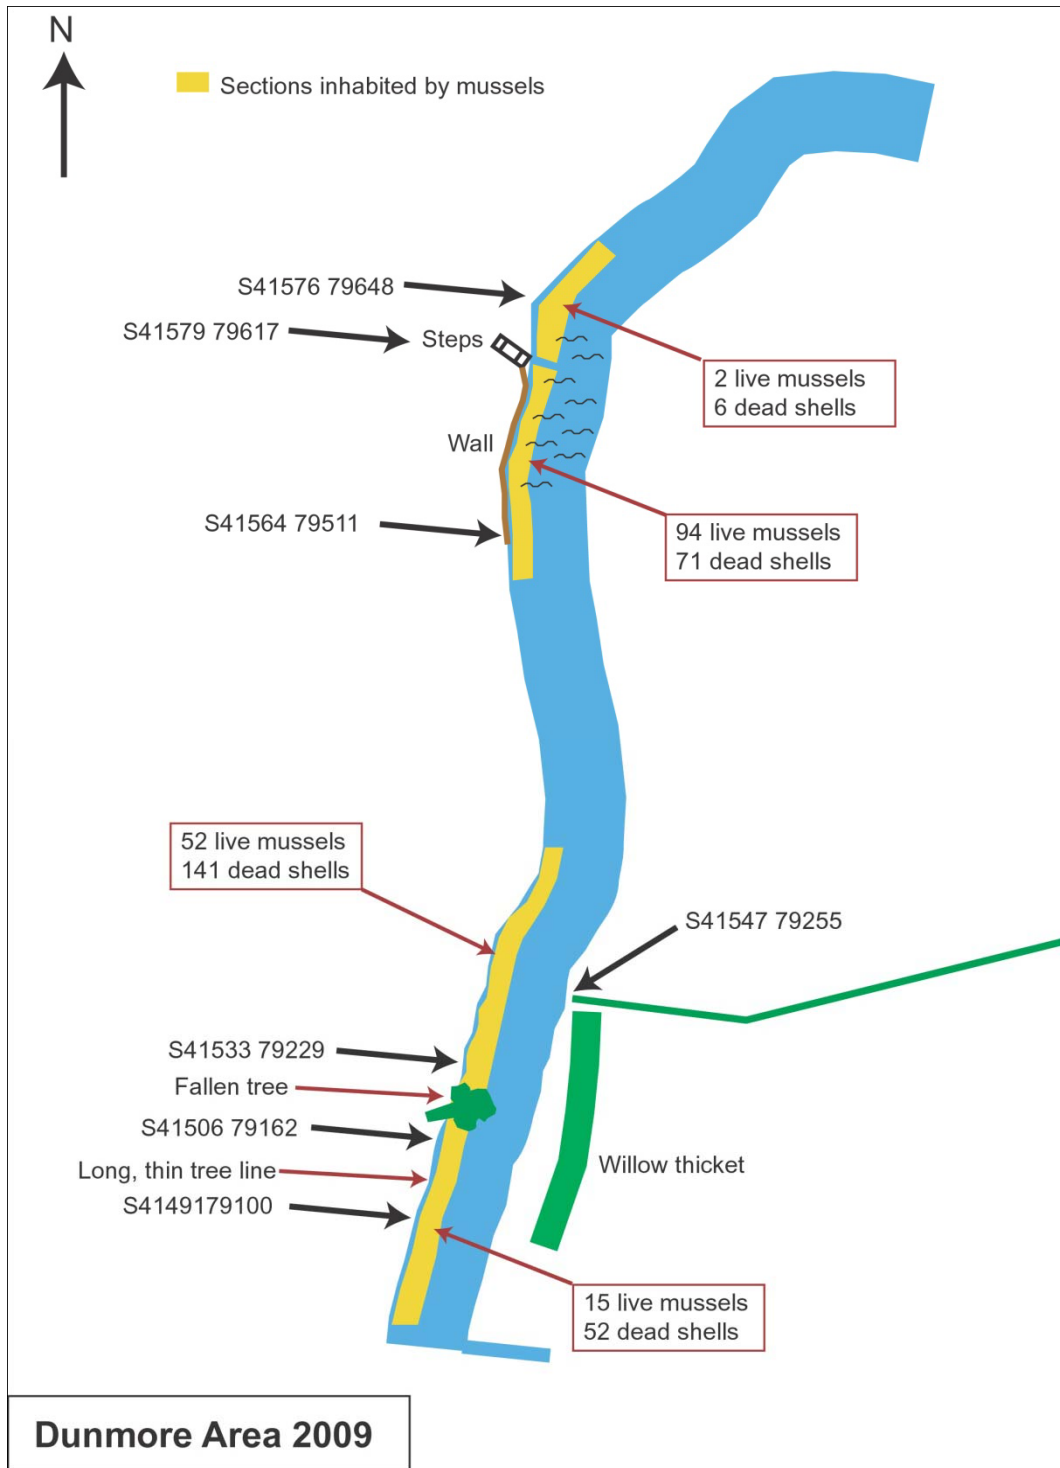 N
Sections inhabited by mussels
S41576 79648
S41579 79617
Steps
2 live mussels
6 dead shells
Wall
S41564 79511
94 live mussels
71 dead shells
52 live mussels
141 dead shells
S41547 79255
S41533 79229
Fallen tree
S41506 79162
Long, thin tree line
Willow thicket
S4149179100
15 live mussels
52 dead shells
Dunmore Area 2009